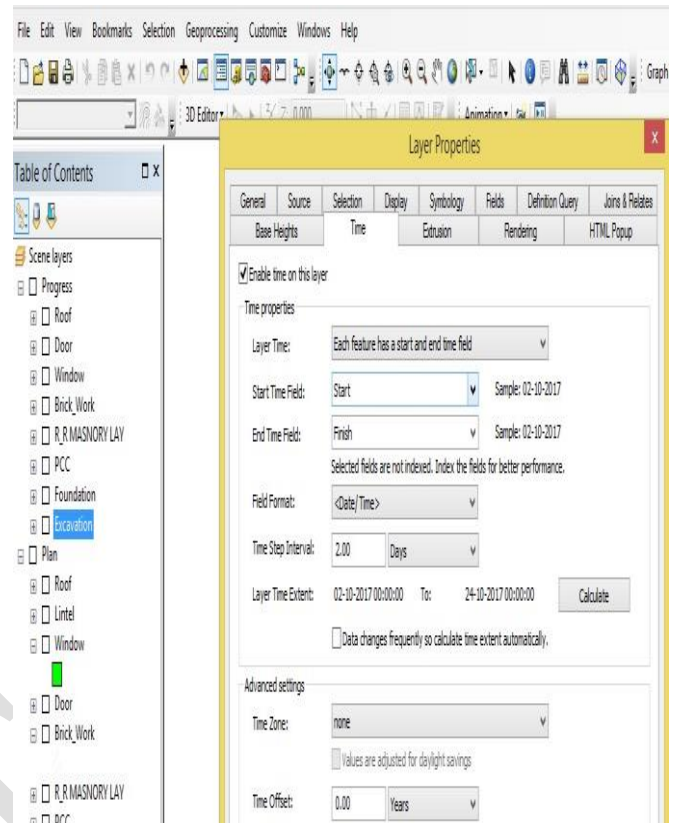 File Edit View Bookmarks Selection Geoprocessing Customize Windows Help
Graph
3D Editor Z: 0.000 Animation
Layer Properties
x
Table of Contents
Scene layers
Progress
Roof
Door
Window
Brick_Work
R_R MASNORY LAY
PCC
Foundation
Excavation
Plan
Roof
Lintel
Window
Door
Brick_Work
R_R MASNORY LAY
PCC
General Source Selection Display Symbology Fields Definition Query Joins & Relates
Base Heights Time Extrusion Rendering HTML Popup
Enable time on this layer
Time properties
Layer Time: Each feature has a start and end time field
Start Time Field: Start Sample: 02-10-2017
End Time Field: Finish Sample: 02-10-2017
Selected fields are not indexed. Index the fields for better performance.
Field Format: <Date/Time>
Time Step Interval: 2.00 Days
Layer Time Extent: 02-10-2017 00:00:00 To: 24-10-2017 00:00:00 Calculate
Data changes frequently so calculate time extent automatically.
Advanced settings
Time Zone: none
Values are adjusted for daylight savings
Time Offset: 0.00 Years